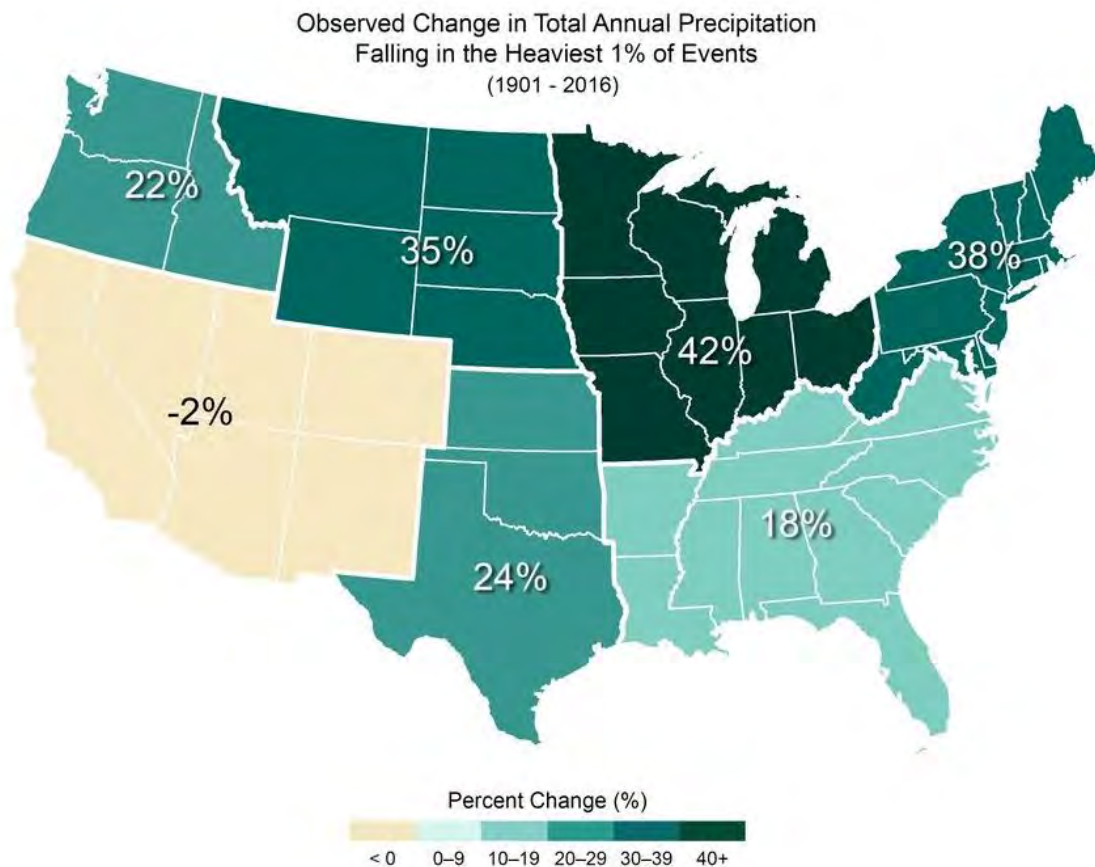 Observed Change in Total Annual Precipitation
Falling in the Heaviest 1% of Events
(1901 - 2016)
22%
35%
38%
42%
-2%
18%
24%
Percent Change (%)
< 0 0–9 10–19 20–29 30–39 40+